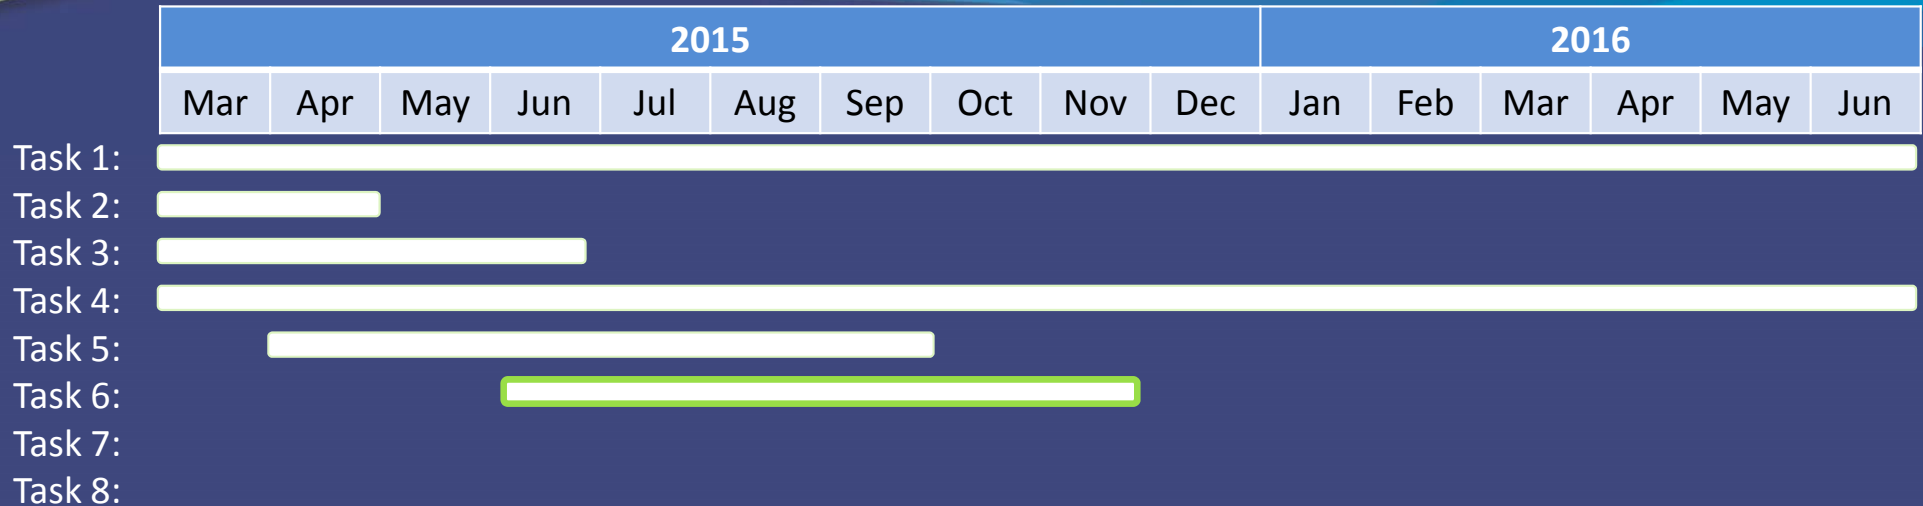 2015 2016
Mar Apr May Jun Jul Aug Sep Oct Nov Dec Jan Feb Mar Apr May Jun
Task 1:
Task 2:
Task 3:
Task 4:
Task 5:
Task 6:
Task 7:
Task 8: